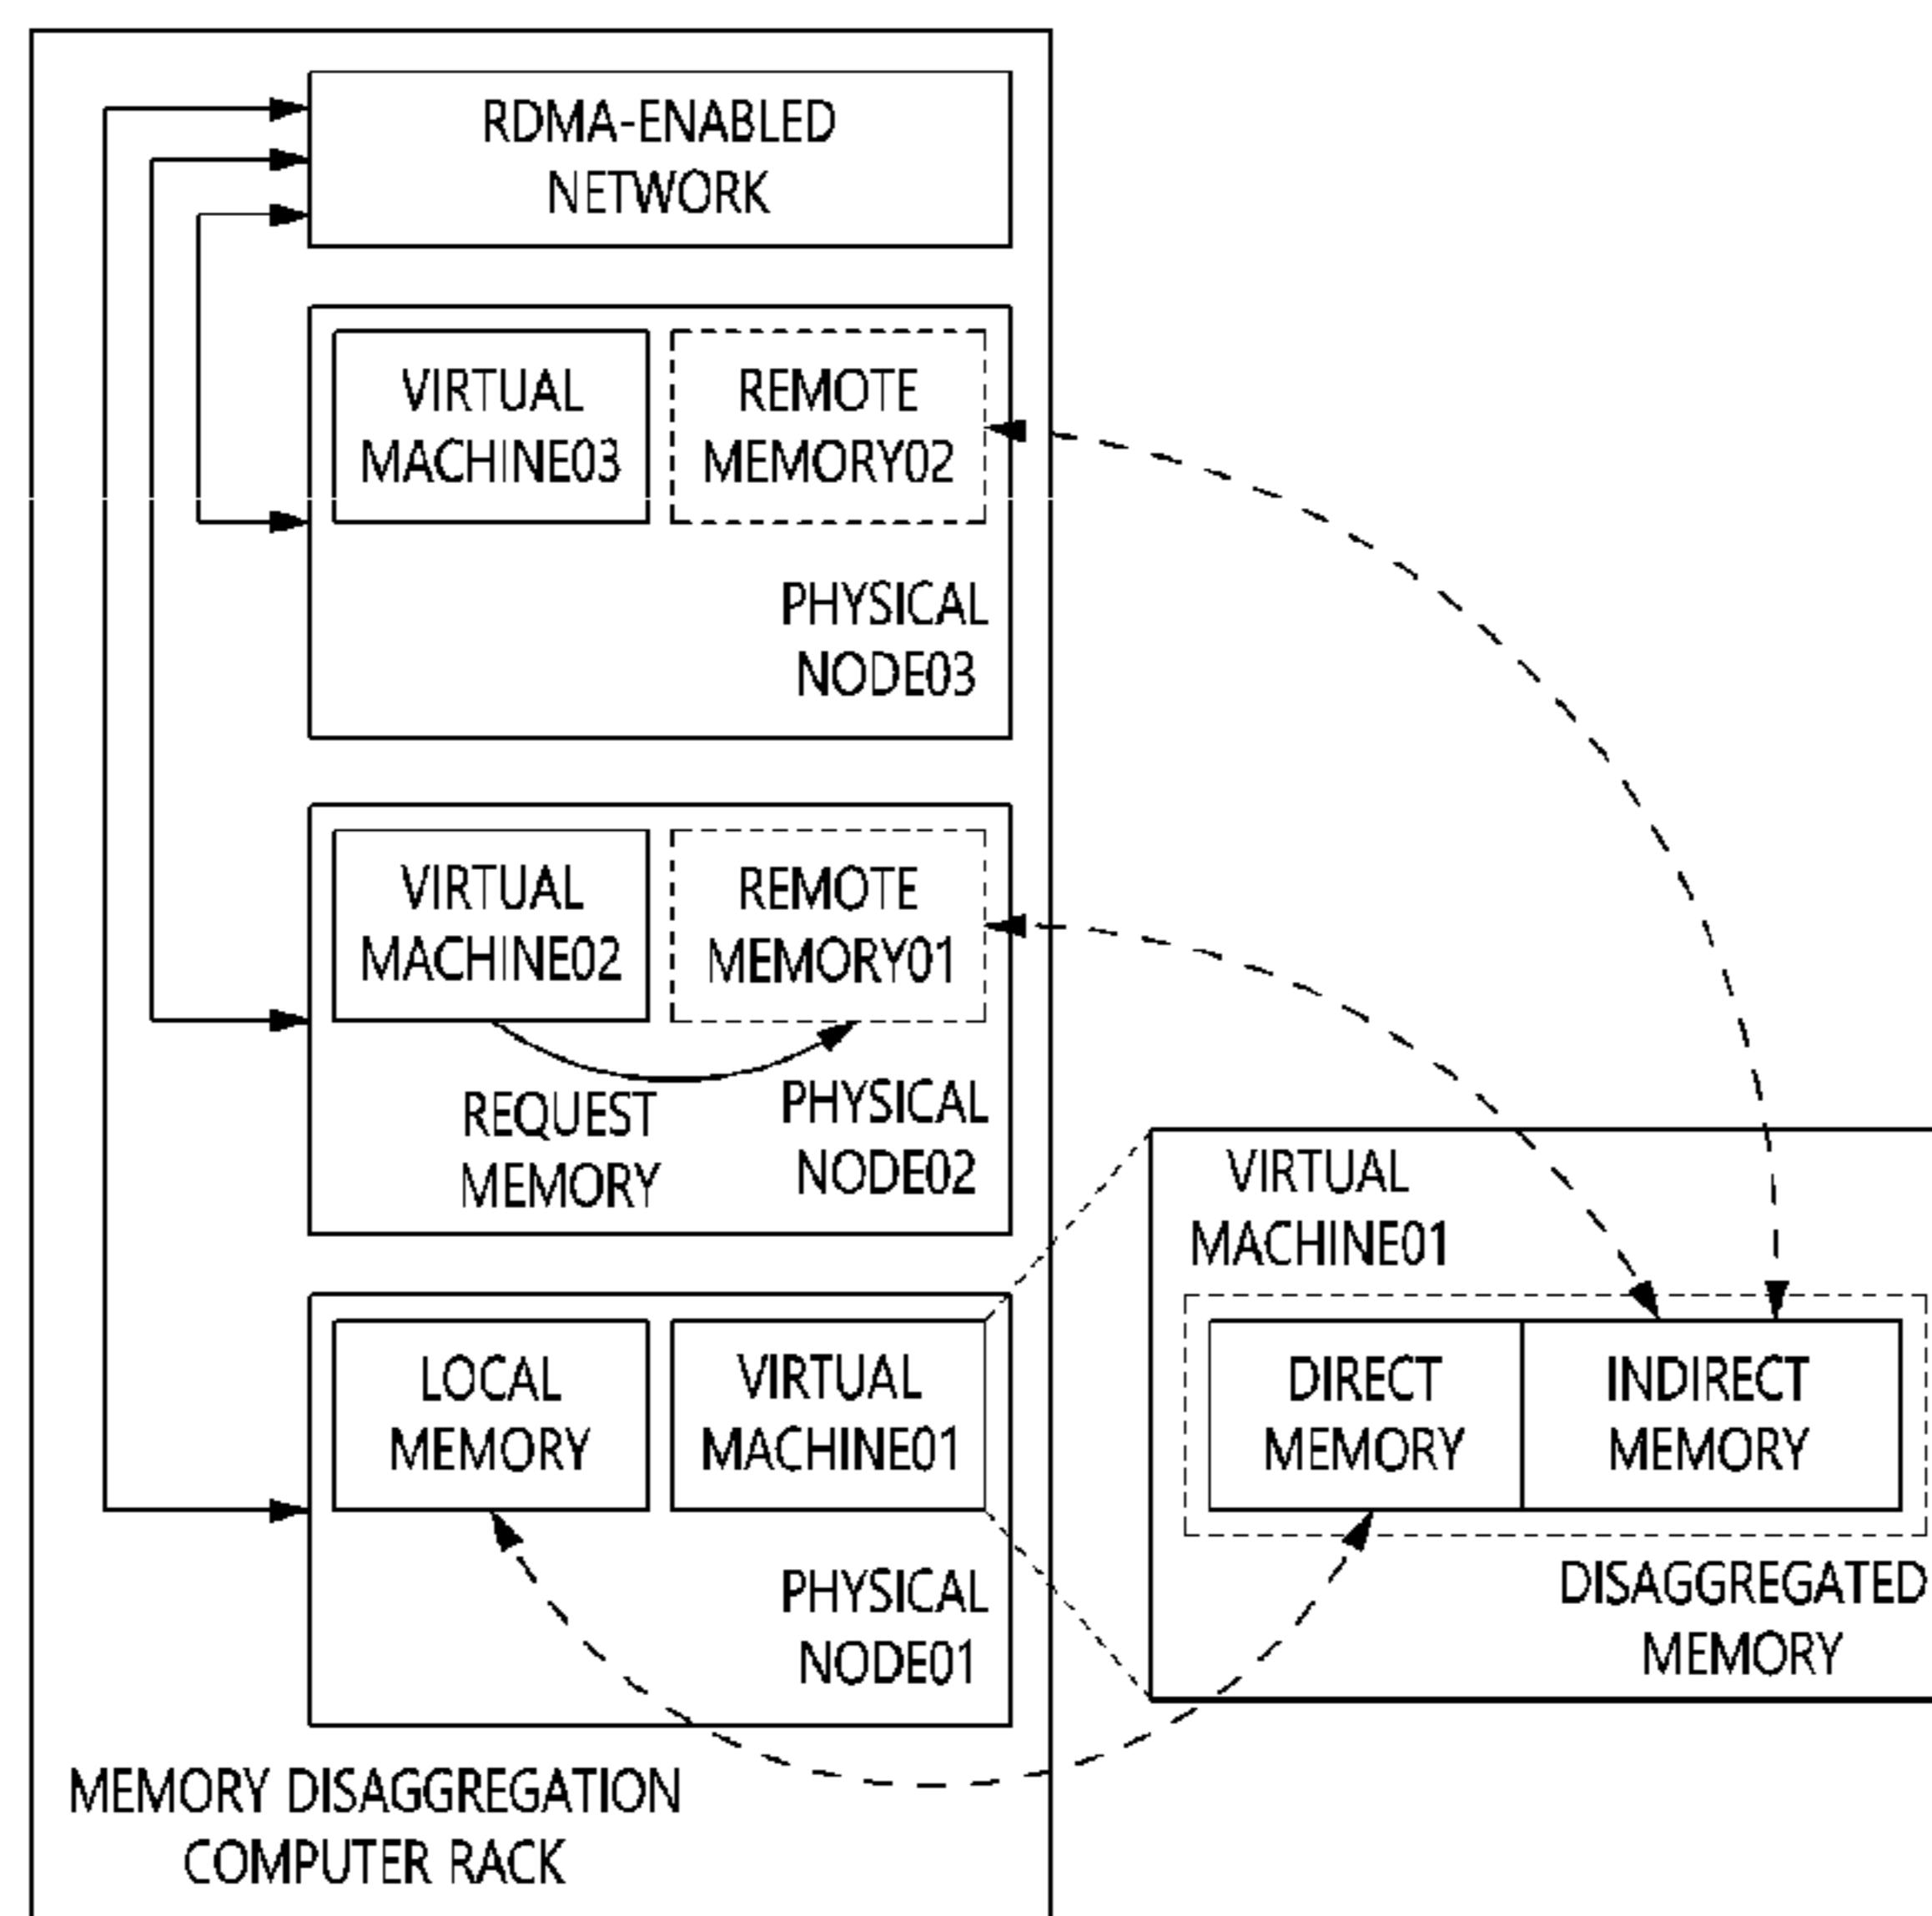 RDMA-ENABLED
NETWORK
VIRTUAL
MACHINE03
REMOTE
MEMORY02
PHYSICAL
NODE03
VIRTUAL
MACHINE02
REMOTE
MEMORY01
REQUEST
MEMORY
PHYSICAL
NODE02
LOCAL
MEMORY
VIRTUAL
MACHINE01
PHYSICAL
NODE01
VIRTUAL
MACHINE01
DIRECT
MEMORY
INDIRECT
MEMORY
DISAGGREGATED
MEMORY
MEMORY DISAGGREGATION
COMPUTER RACK